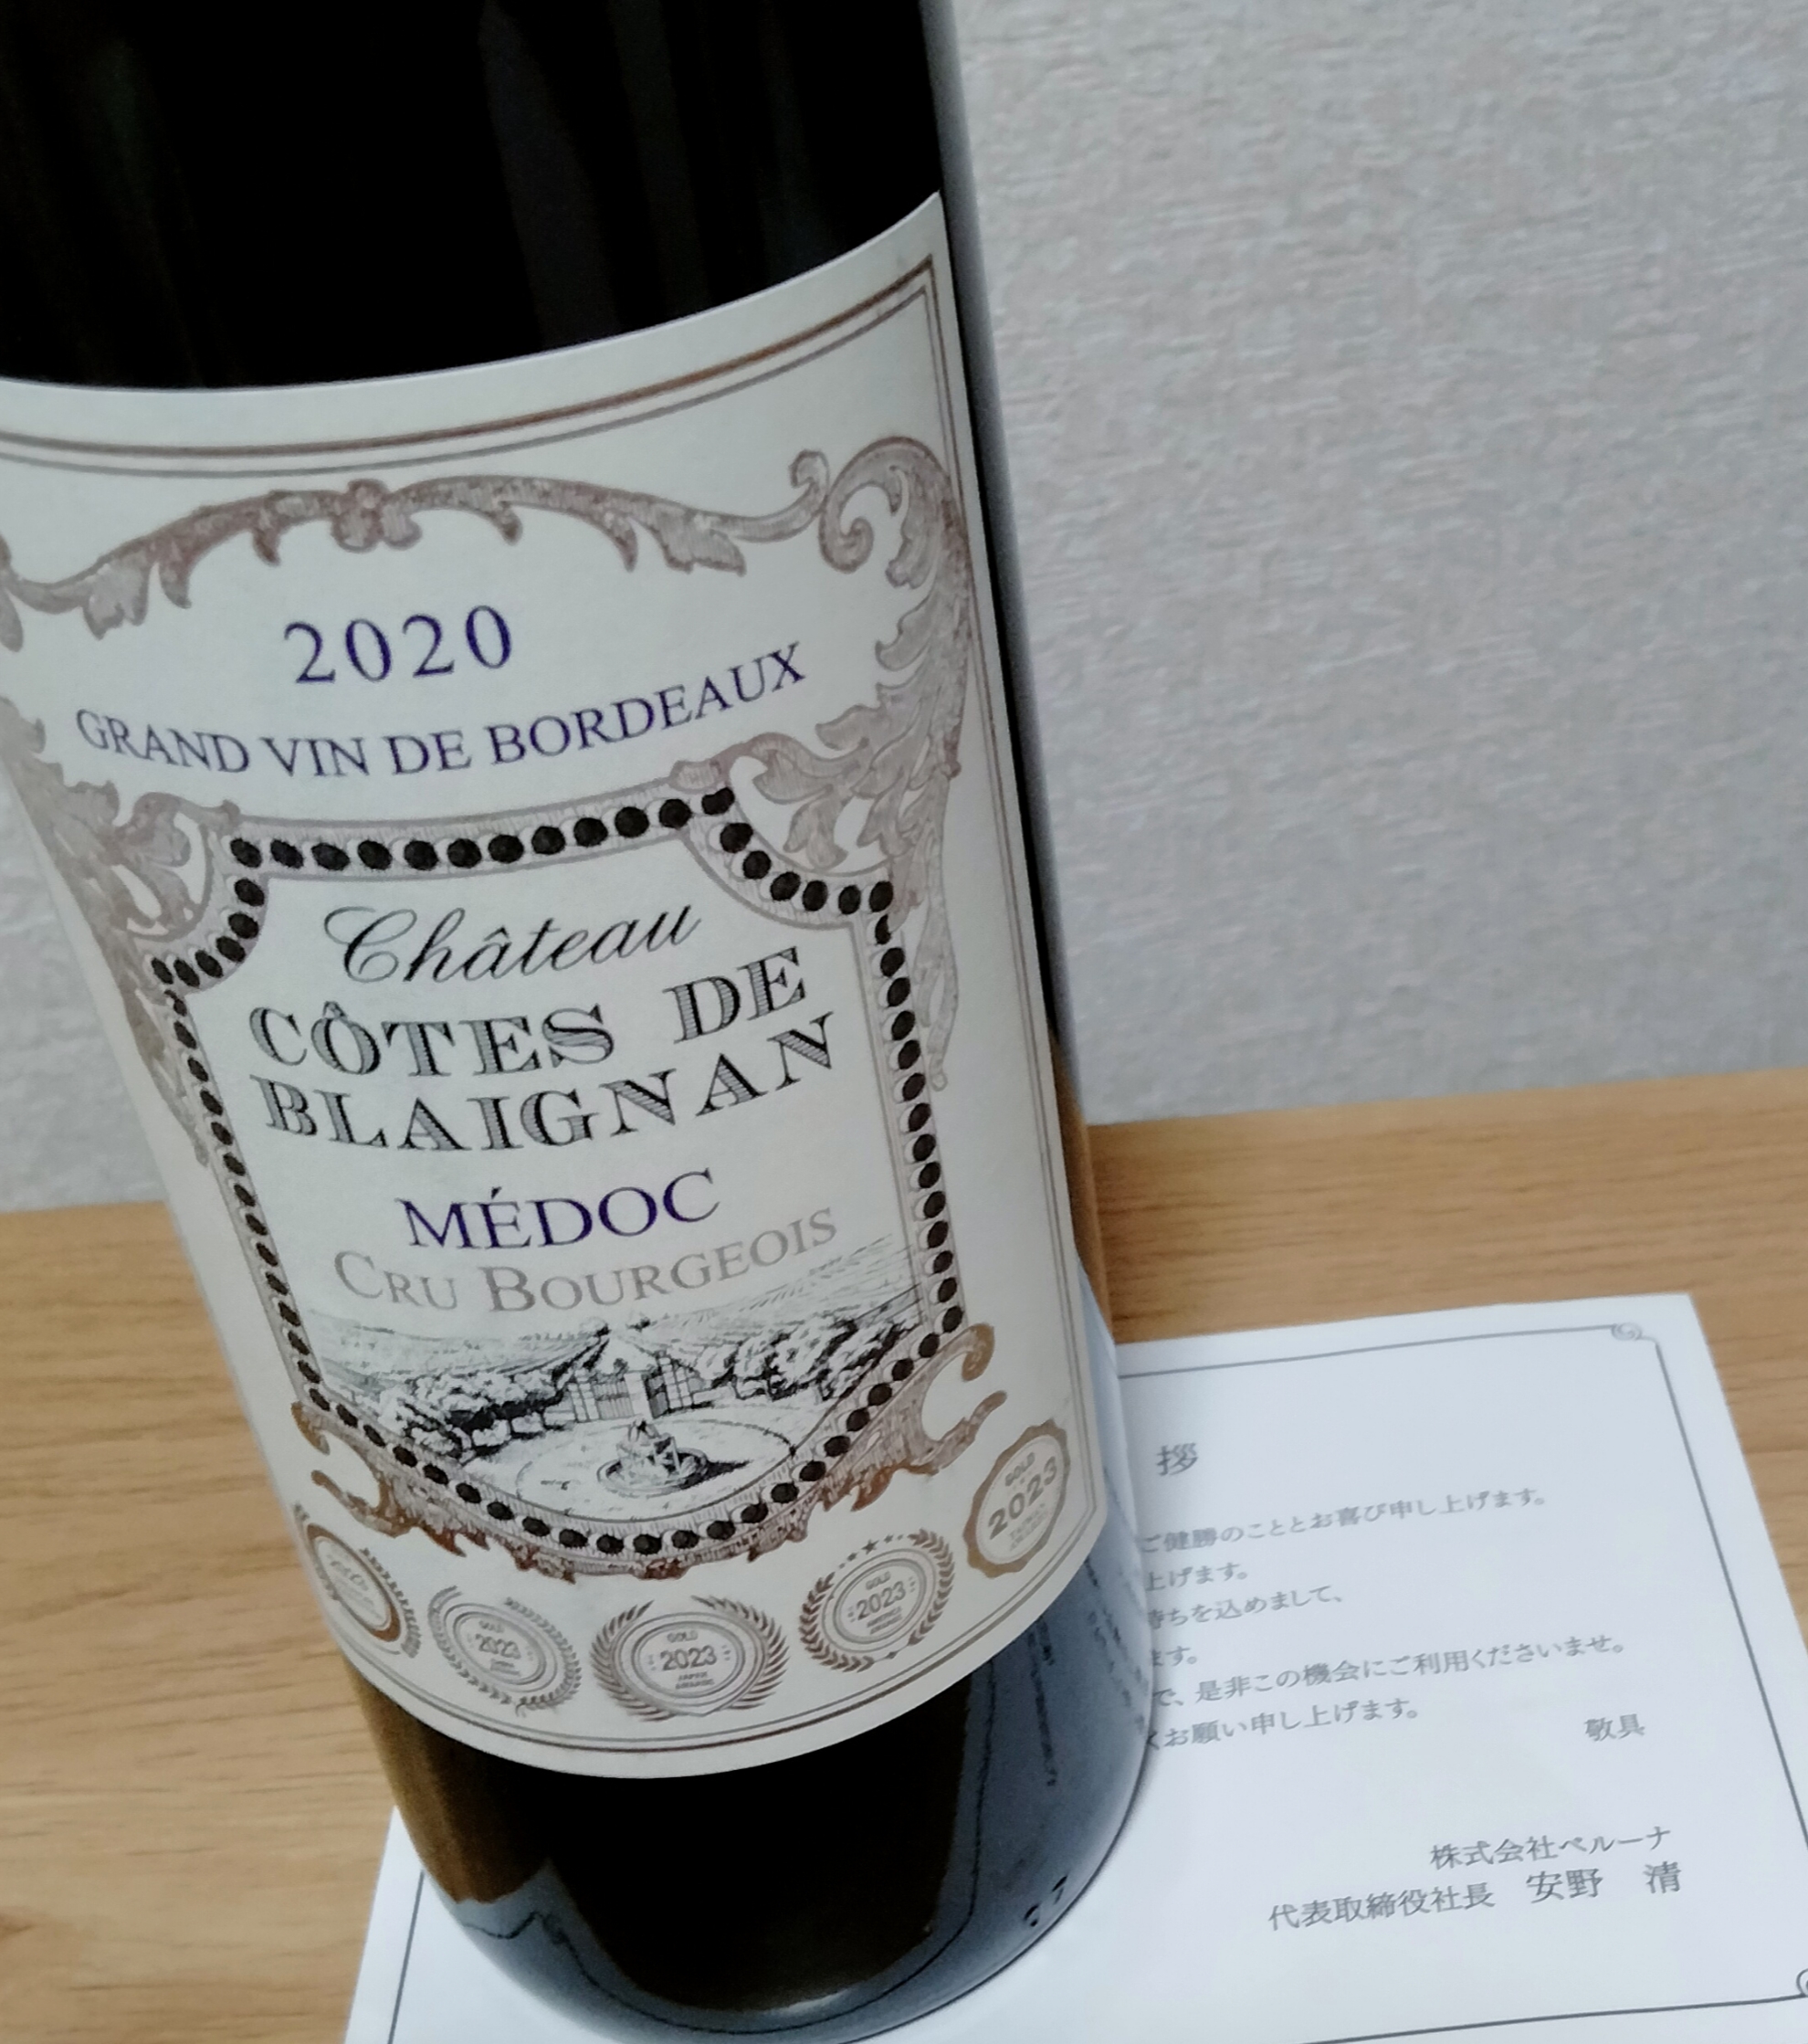 2020
GRAND VIN DE BORDEAUX
Château
CÔTES DE
BLAIGNAN
MÉDOC
CRU BOURGEOIS
GOLD
2023
GOLD
2023
GOLD
2023
GOLD
2023
拶
ご健勝のこととお喜び申し上げます。
上げます。
持ちを込めまして、
ます。
で、是非この機会にご利用くださいませ。
くお願い申し上げます。
敬具
株式会社ベルーナ
代表取締役社長 安野 清